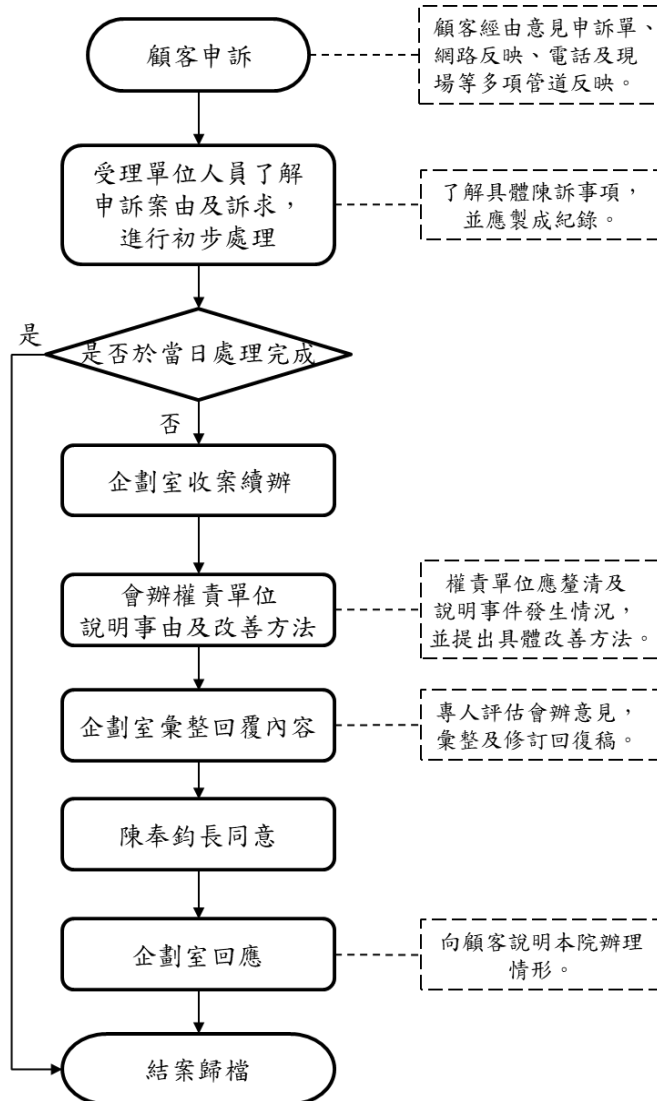 顧客申訴
顧客經由意見申訴單、
網路反映、電話及現
場等多項管道反映。
受理單位人員了解
申訴案由及訴求，
進行初步處理
了解具體陳訴事項，
並應製成紀錄。
是
是否於當日處理完成
否
企劃室收案續辦
會辦權責單位
說明事由及改善方法
權責單位應釐清及
說明事件發生情況，
並提出具體改善方法。
企劃室彙整回覆內容
專人評估會辦意見，
彙整及修訂回復稿。
陳奉鈞長同意
企劃室回應
向顧客說明本院辦理
情形。
結案歸檔